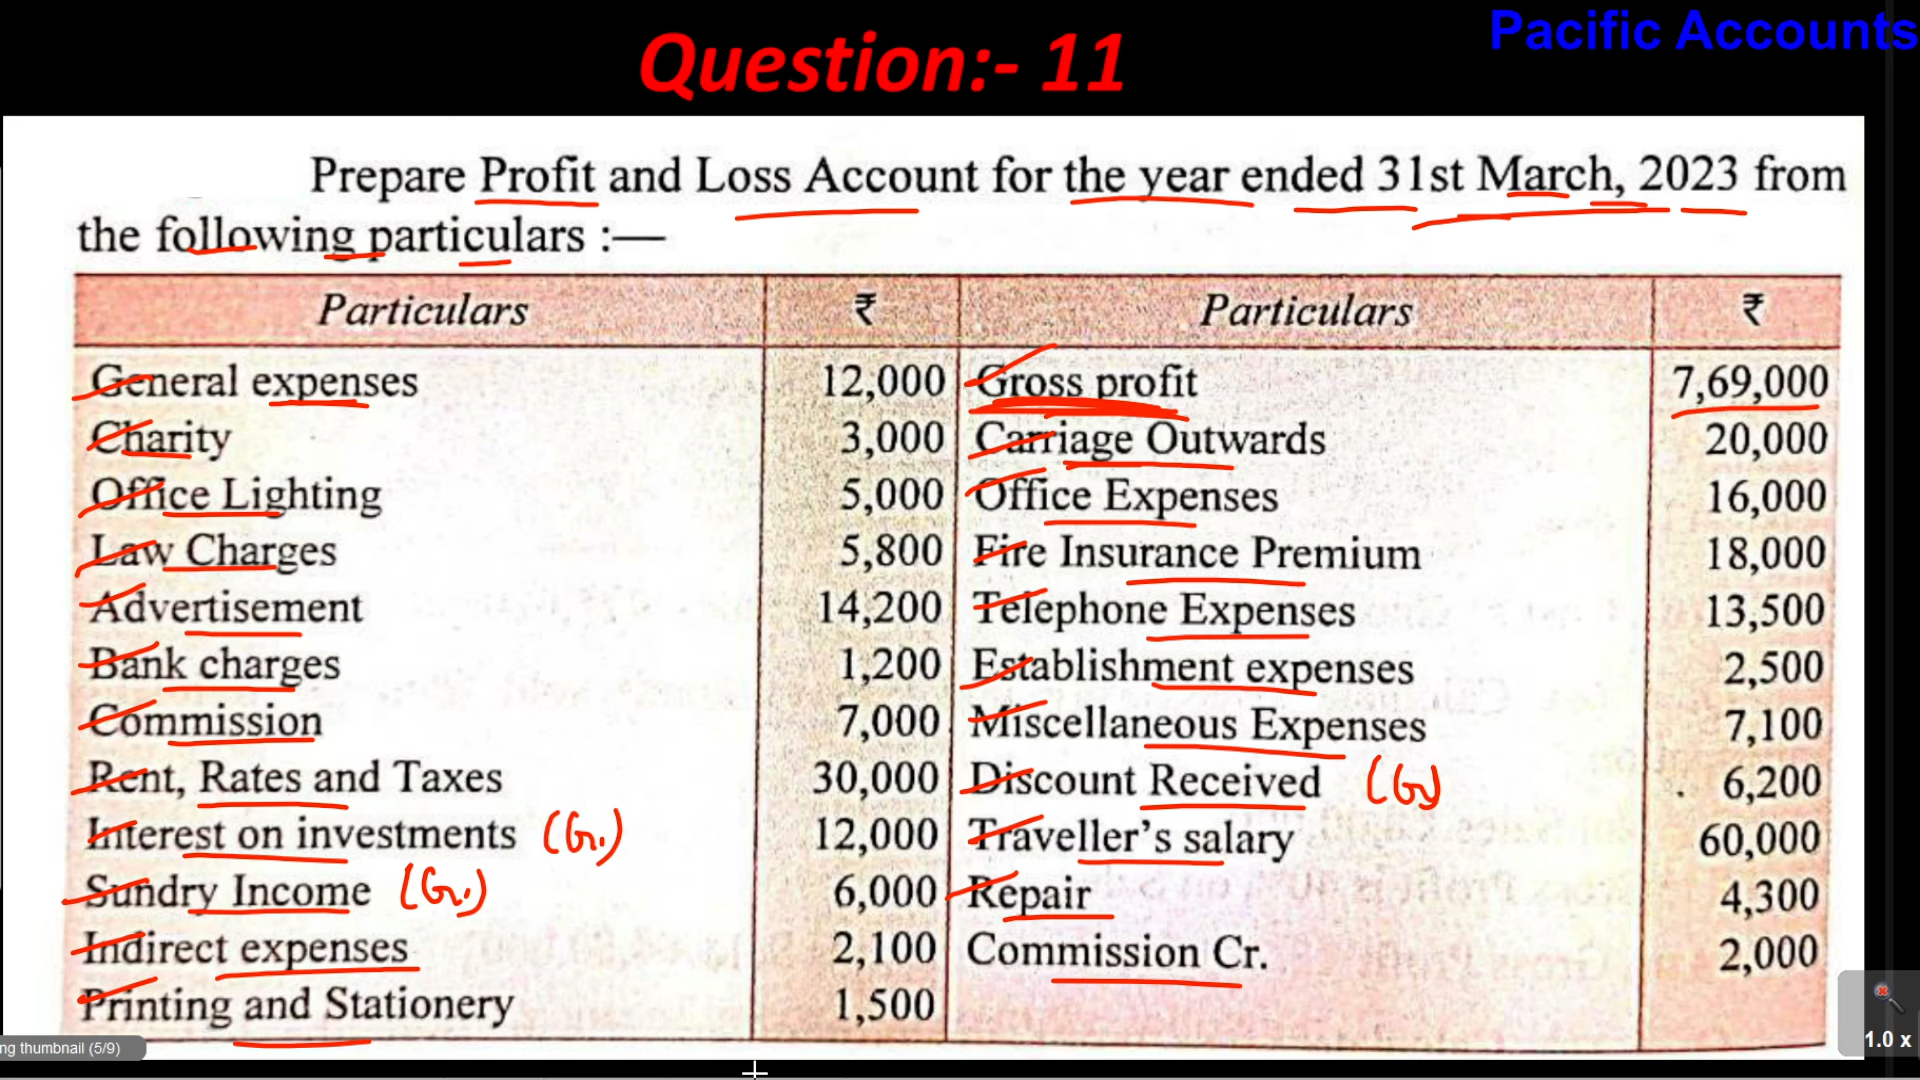 Pacific Accounts
Question:- 11
Prepare Profit and Loss Account for the year ended 31st March, 2023 from
the following particulars :—
Particulars ₹ Particulars ₹
General expenses 12,000 Gross profit 7,69,000
Charity 3,000 Carriage Outwards 20,000
Office Lighting 5,000 Office Expenses 16,000
Law Charges 5,800 Fire Insurance Premium 18,000
Advertisement 14,200 Telephone Expenses 13,500
Bank charges 1,200 Establishment expenses 2,500
Commission 7,000 Miscellaneous Expenses 7,100
Rent, Rates and Taxes 30,000 Discount Received 6,200
Interest on investments 12,000 Traveller's salary 60,000
Sundry Income 6,000 Repair 4,300
Indirect expenses 2,100 Commission Cr. 2,000
Printing and Stationery 1,500
ng thumbnail (5/9)
1.0 x